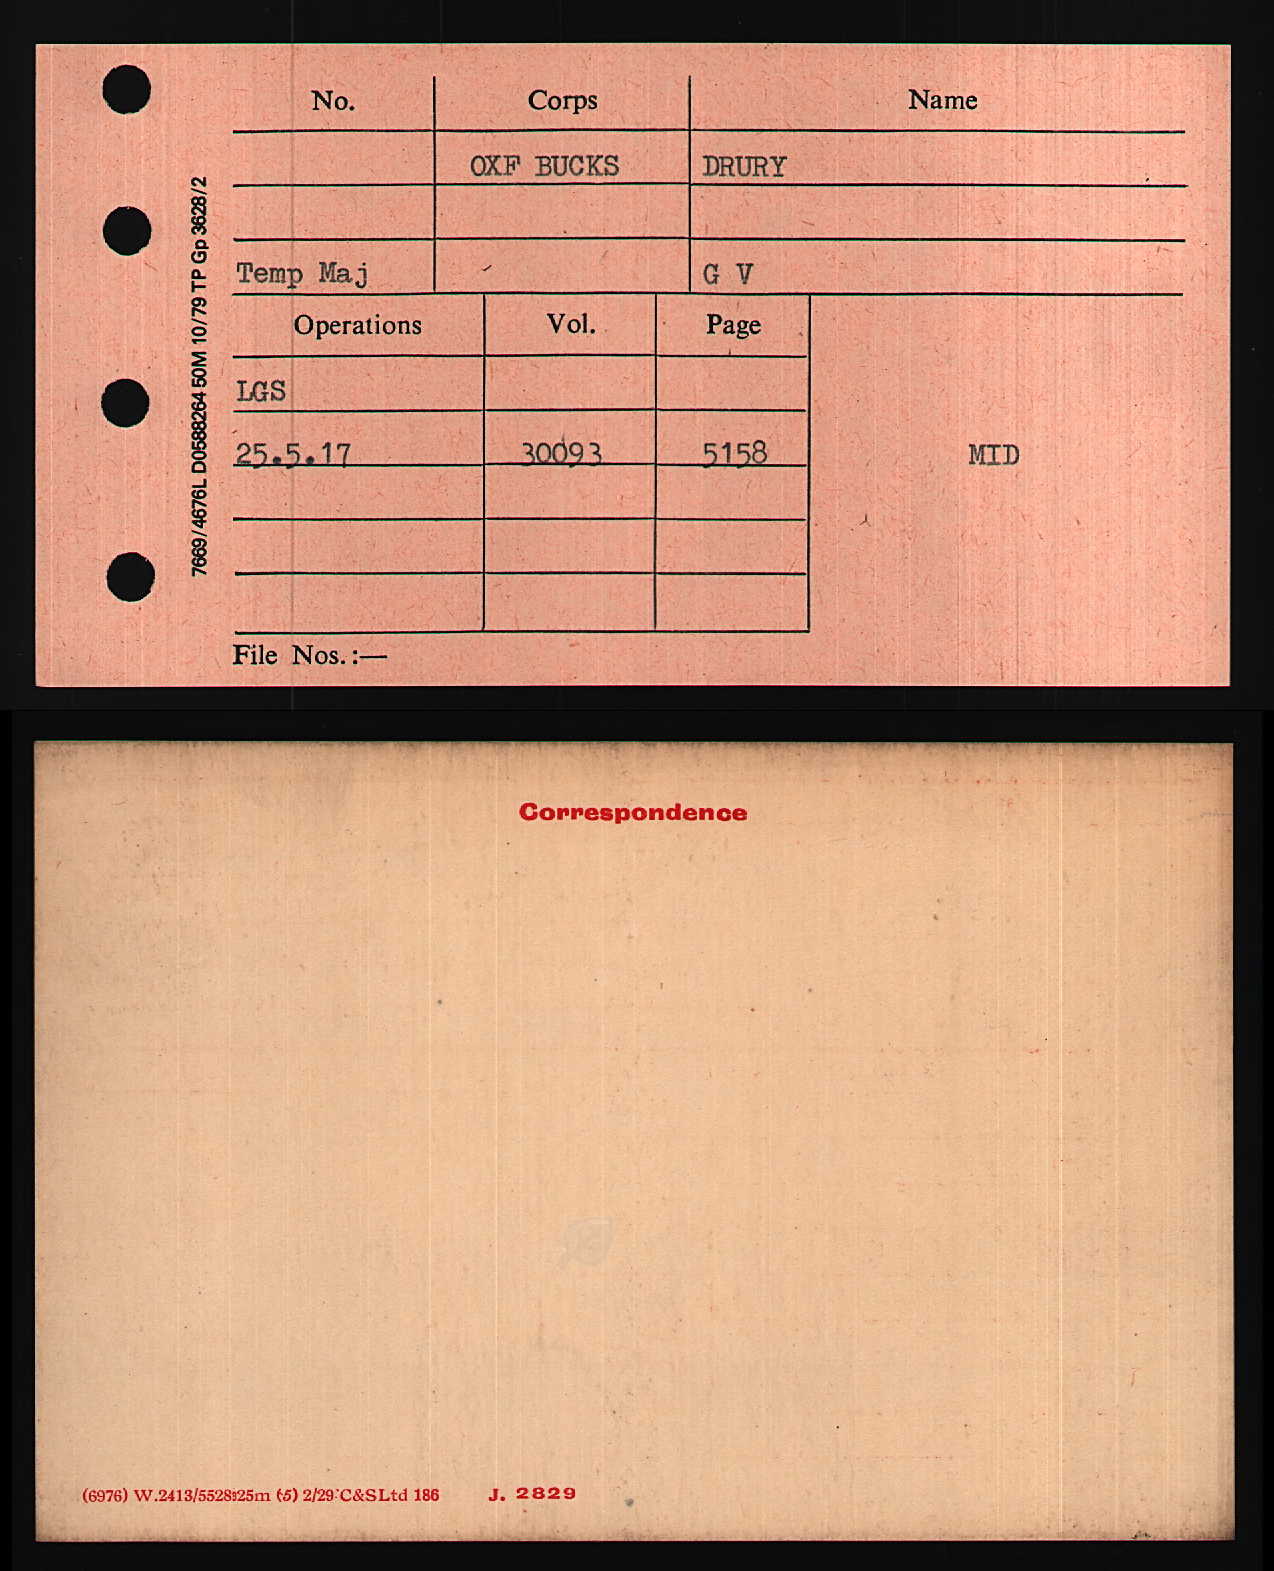 No. Corps Name
OXF BUCKS DRURY
Temp Maj G V
Operations Vol. Page
LGS
25.5.17 30093 5158 MID
File Nos.:—
7669/4676L D0588264 50M 10/79 TP Gp 3628/2
Correspondence
(6976) W.2413/5528 25m (5) 2/29 C&S Ltd 186 J. 2829